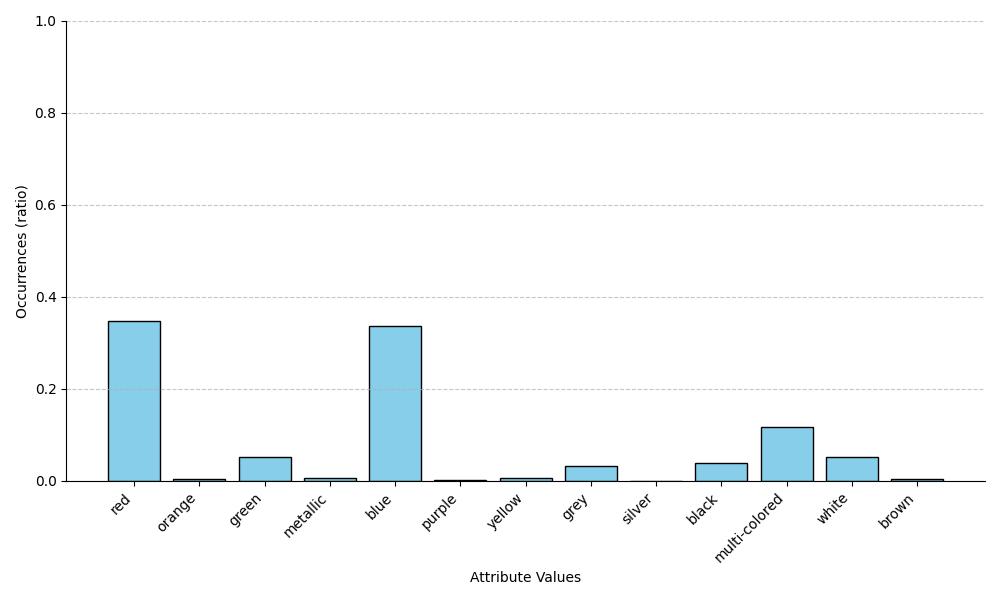 1.0
0.8
0.6
0.4
0.2
0.0
Occurrences (ratio)
red
orange
green
metallic
blue
purple
yellow
grey
silver
black
multi-colored
white
brown
Attribute Values